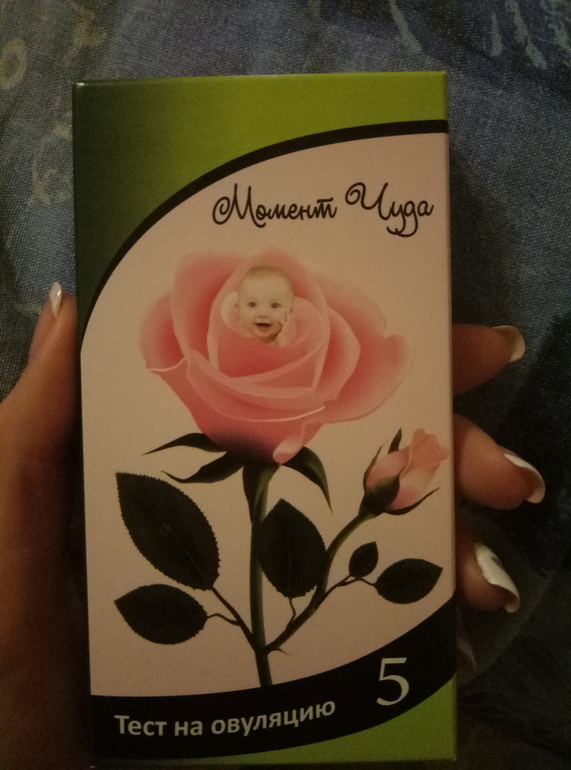 Момент Чуда
5
Тест на овуляцию